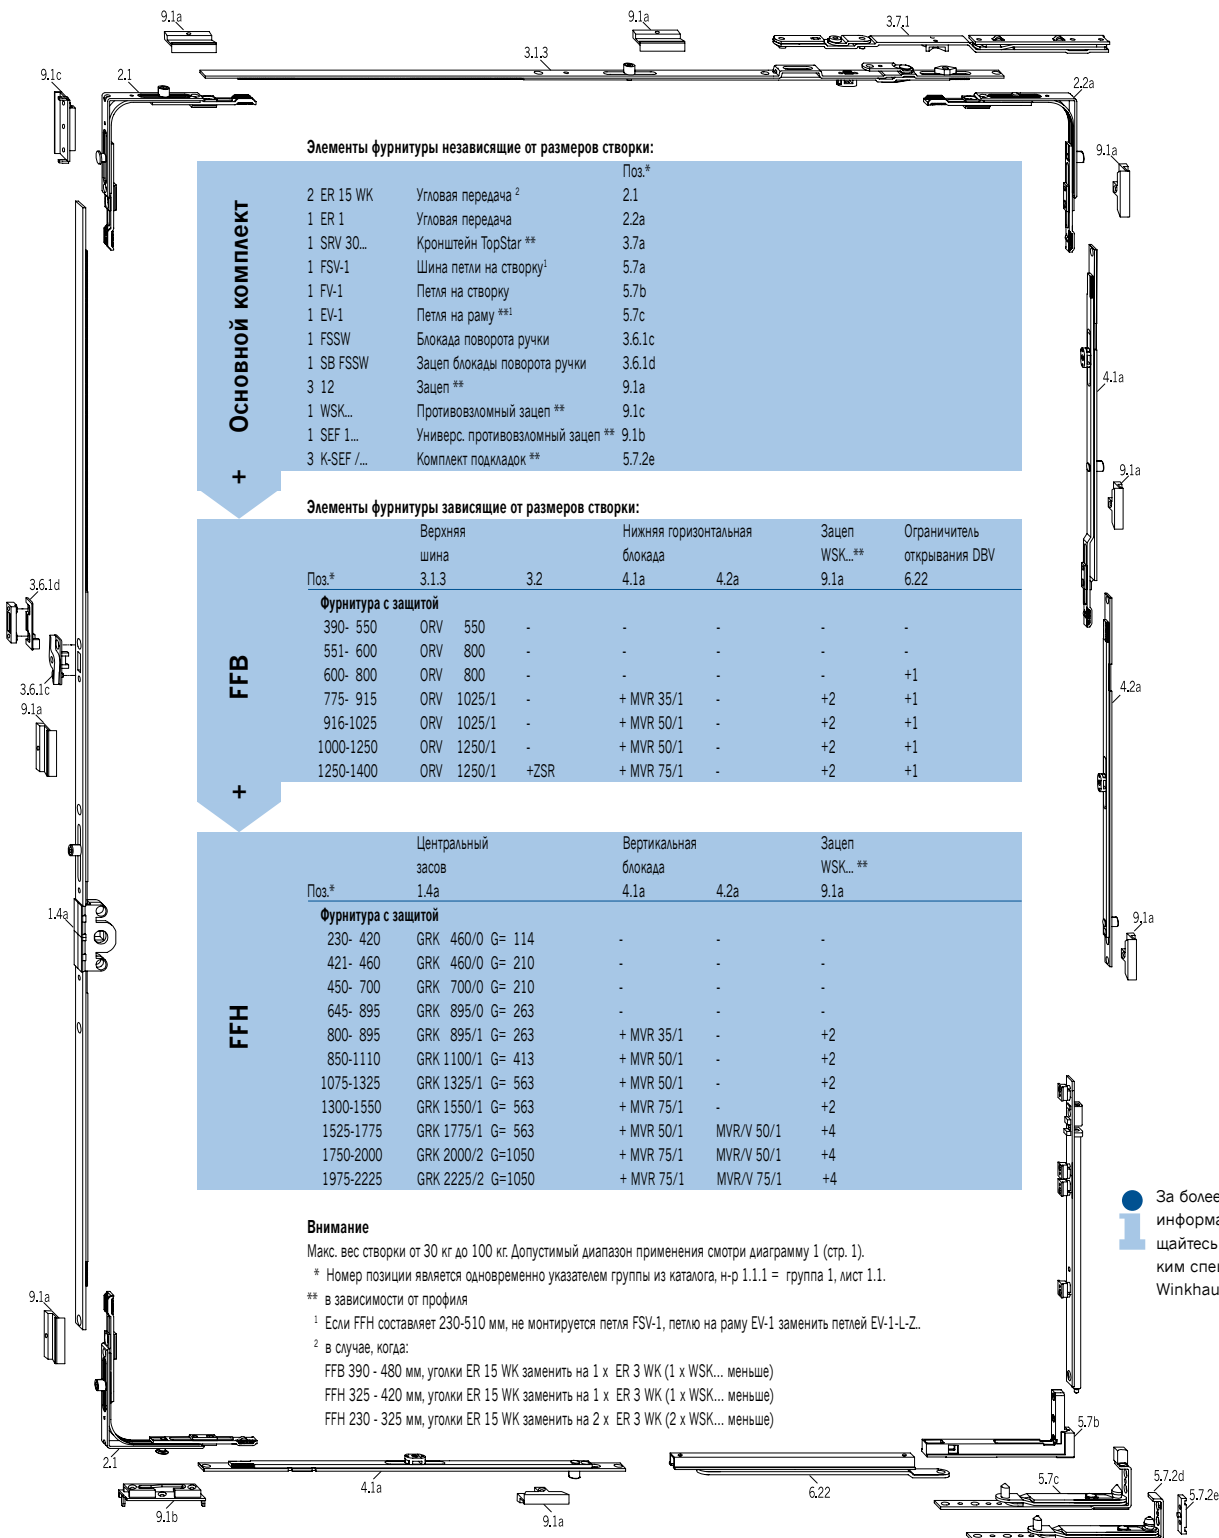 9.1a
9.1a
3.7.1
3.1.3
9.1c
2.1
2.2a
9.1a
Элементы фурнитуры независящие от размеров створки:
Основной комплект
Поз.*
2 ER 15 WK Угловая передача ² 2.1
1 ER 1 Угловая передача 2.2a
1 SRV 30... Кронштейн TopStar ** 3.7a
1 FSV-1 Шина петли на створку¹ 5.7a
1 FV-1 Петля на створку 5.7b
1 EV-1 Петля на раму **¹ 5.7c
1 FSSW Блокада поворота ручки 3.6.1c
1 SB FSSW Зацеп блокады поворота ручки 3.6.1d
3 12 Зацеп ** 9.1a
1 WSK... Противовзломный зацеп ** 9.1c
1 SEF 1... Универс. противовзломный зацеп ** 9.1b
3 K-SEF /... Комплект подкладок ** 5.7.2e
+
4.1a
9.1a
Элементы фурнитуры зависящие от размеров створки:
FFB
Верхняя Нижняя горизонтальная Зацеп Ограничитель
шина блокада WSK...** открывания DBV
Поз.* 3.1.3 3.2 4.1a 4.2a 9.1a 6.22
Фурнитура с защитой
390- 550 ORV 550 - - - - -
551- 600 ORV 800 - - - - -
600- 800 ORV 800 - - - - +1
775- 915 ORV 1025/1 - + MVR 35/1 - +2 +1
916-1025 ORV 1025/1 - + MVR 50/1 - +2 +1
1000-1250 ORV 1250/1 - + MVR 50/1 - +2 +1
1250-1400 ORV 1250/1 +ZSR + MVR 75/1 - +2 +1
+
3.6.1d
3.6.1c
9.1a
4.2a
FFH
Центральный Вертикальная Зацеп
засов блокада WSK... **
Поз.* 1.4a 4.1a 4.2a 9.1a
Фурнитура с защитой
230- 420 GRK 460/0 G= 114 - - -
421- 460 GRK 460/0 G= 210 - - -
450- 700 GRK 700/0 G= 210 - - -
645- 895 GRK 895/0 G= 263 - - -
800- 895 GRK 895/1 G= 263 + MVR 35/1 - +2
850-1110 GRK 1100/1 G= 413 + MVR 50/1 - +2
1075-1325 GRK 1325/1 G= 563 + MVR 50/1 - +2
1300-1550 GRK 1550/1 G= 563 + MVR 75/1 - +2
1525-1775 GRK 1775/1 G= 563 + MVR 50/1 MVR/V 50/1 +4
1750-2000 GRK 2000/2 G=1050 + MVR 75/1 MVR/V 50/1 +4
1975-2225 GRK 2225/2 G=1050 + MVR 75/1 MVR/V 75/1 +4
1.4a
9.1a
За более
информа
щайтесь
ким спе
Winkhau
Внимание
Макс. вес створки от 30 кг до 100 кг. Допустимый диапазон применения смотри диаграмму 1 (стр. 1).
* Номер позиции является одновременно указателем группы из каталога, н-р 1.1.1 = группа 1, лист 1.1.
** в зависимости от профиля
¹ Если FFH составляет 230-510 мм, не монтируется петля FSV-1, петлю на раму EV-1 заменить петлей EV-1-L-Z..
² в случае, когда:
FFB 390 - 480 мм, уголки ER 15 WK заменить на 1 x ER 3 WK (1 x WSK... меньше)
FFH 325 - 420 мм, уголки ER 15 WK заменить на 1 x ER 3 WK (1 x WSK... меньше)
FFH 230 - 325 мм, уголки ER 15 WK заменить на 2 x ER 3 WK (2 x WSK... меньше)
9.1a
2.1
9.1b
4.1a
9.1a
6.22
5.7b
5.7c
5.7.2d
5.7.2e